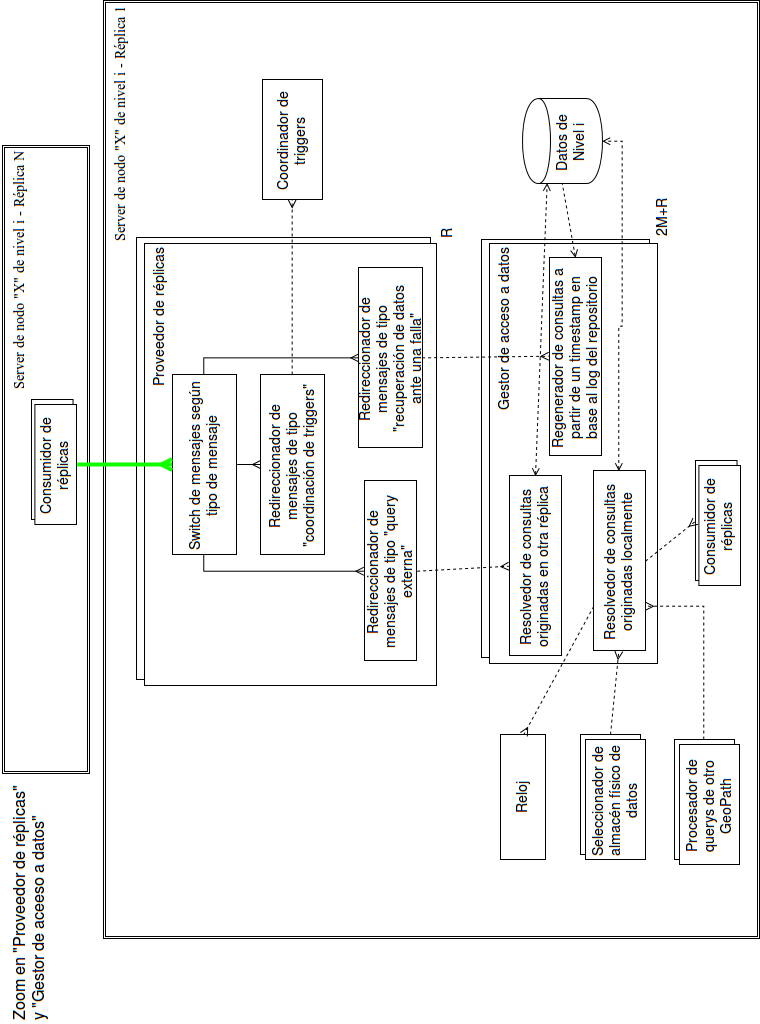 Zoom en "Proveedor de réplicas"
y "Gestor de aceeso a datos"
Server de nodo "X" de nivel i - Réplica N
Consumidor de
réplicas
Server de nodo "X" de nivel i - Réplica 1
Proveedor de réplicas
R
Switch de mensajes según
tipo de mensaje
Redireccionador de
mensajes de tipo
"coordinación de triggers"
Coordinador de
triggers
Redireccionador de
mensajes de tipo "query
externa"
Redireccionador de
mensajes de tipo
"recuperación de datos
ante una falla"
Gestor de acceso a datos
2M+R
Resolvedor de consultas
originadas en otra réplica
Regenerador de consultas a
partir de un timestamp en
base al log del repositorio
Datos de
Nivel i
Resolvedor de consultas
originadas localmente
Reloj
Seleccionador de
almacén físico de
datos
Procesador de
querys de otro
GeoPath
Consumidor de
réplicas